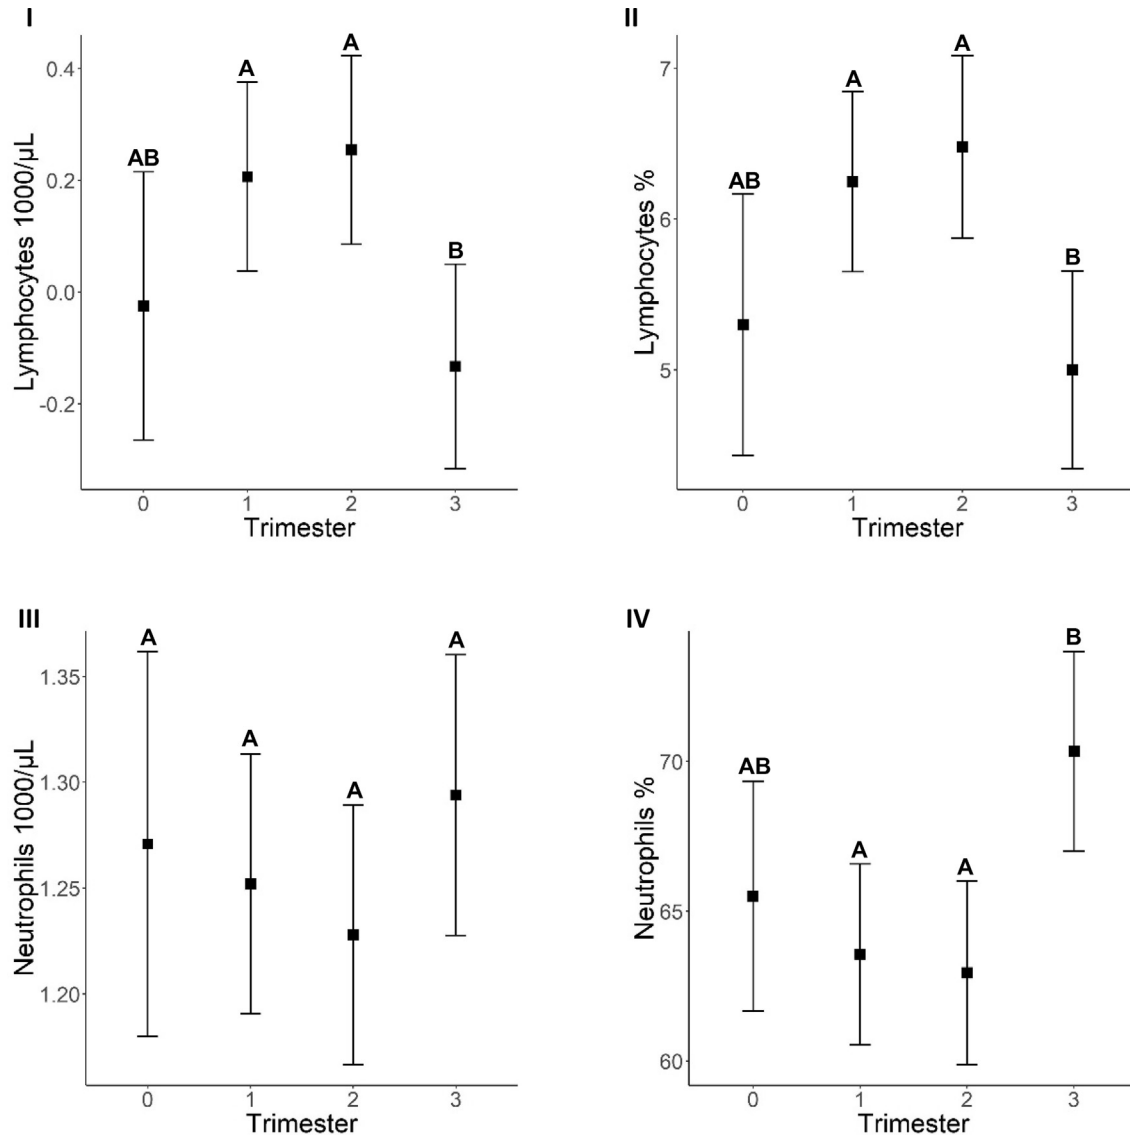 I
Lymphocytes 1000/µL
0.4
0.2
0.0
-0.2
AB
A
A
B
0
1
2
3
Trimester
II
Lymphocytes %
7
6
5
AB
A
A
B
0
1
2
3
Trimester
III
Neutrophils 1000/µL
1.35
1.30
1.25
1.20
A
A
A
A
0
1
2
3
Trimester
IV
Neutrophils %
70
65
60
AB
A
A
B
0
1
2
3
Trimester